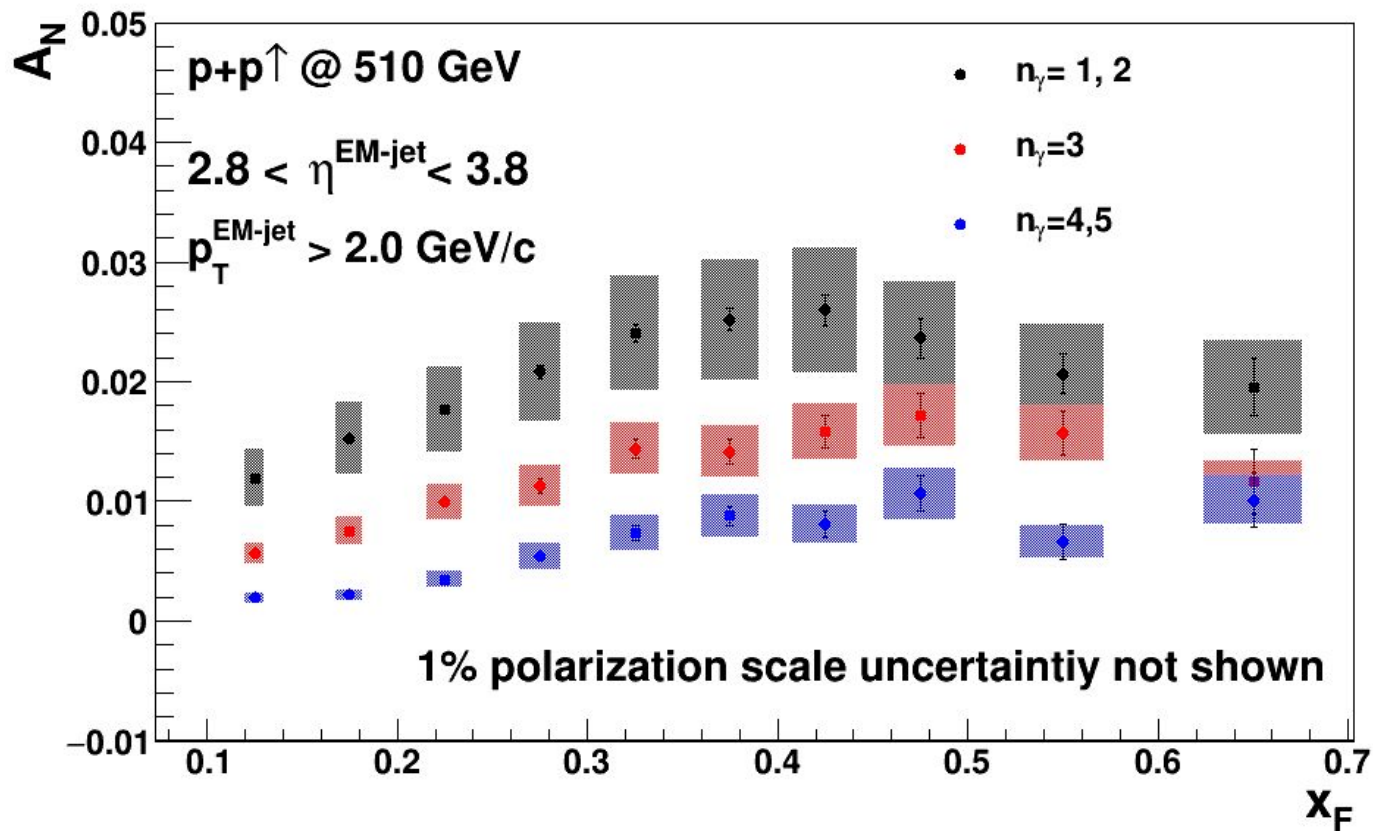 A_N
0.05
0.04
0.03
0.02
0.01
0
−0.01
p+p↑ @ 510 GeV
2.8 < η^EM-jet < 3.8
p_T^EM-jet > 2.0 GeV/c
n_γ= 1, 2
n_γ=3
n_γ=4,5
1% polarization scale uncertaintiy not shown
0.1 0.2 0.3 0.4 0.5 0.6 0.7
x_F